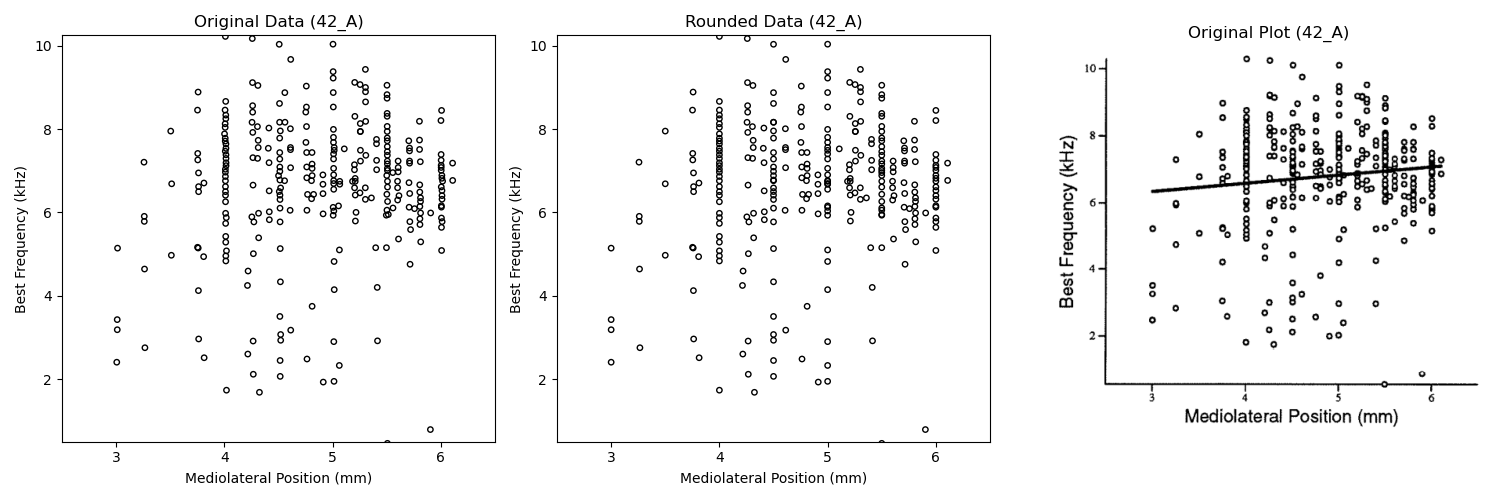 Original Data (42_A)
10
8
6
4
2
3 4 5 6
Best Frequency (kHz)
Mediolateral Position (mm)
Rounded Data (42_A)
10
8
6
4
2
3 4 5 6
Best Frequency (kHz)
Mediolateral Position (mm)
Original Plot (42_A)
10
8
6
4
2
3 4 5 6
Best Frequency (kHz)
Mediolateral Position (mm)